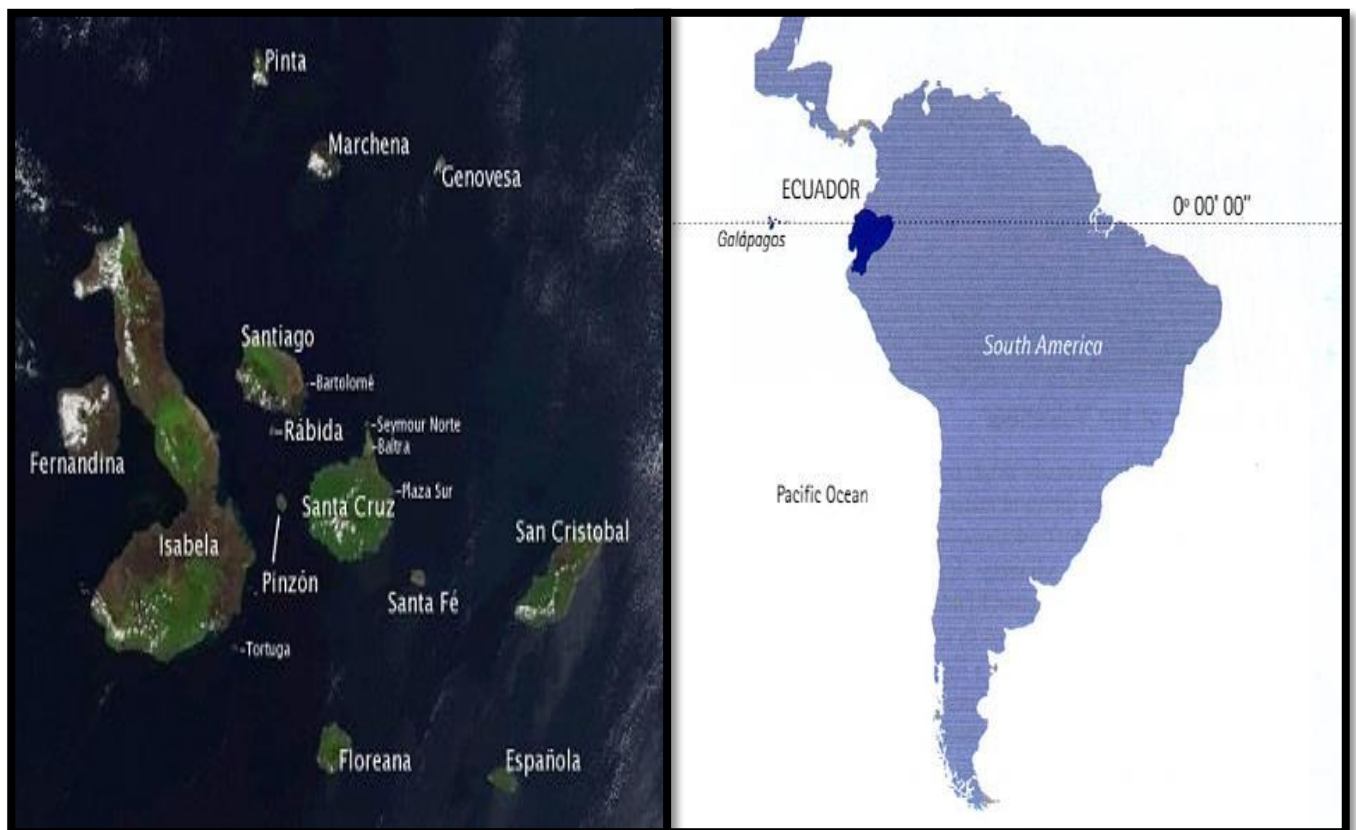 Pinta
Marchena
Genovesa
Santiago
Bartolomé
Rábida
Seymour Norte
Baltra
Fernandina
Plaza Sur
Santa Cruz
San Cristobal
Isabela
Pinzón
Santa Fé
Tortuga
Floreana
Española
ECUADOR
0º 00' 00"
Galápagos
South America
Pacific Ocean